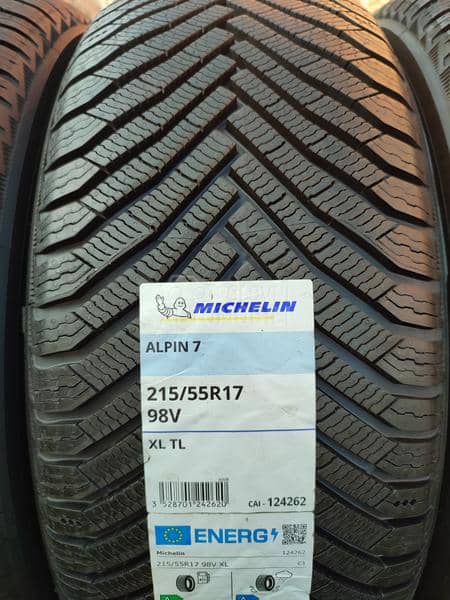 MICHELIN
ALPIN 7
215/55R17
98V
XL TL
3 528701 242620
CAI - 124262
ENERG
Michelin 124262
215/55R17 98V XL C1